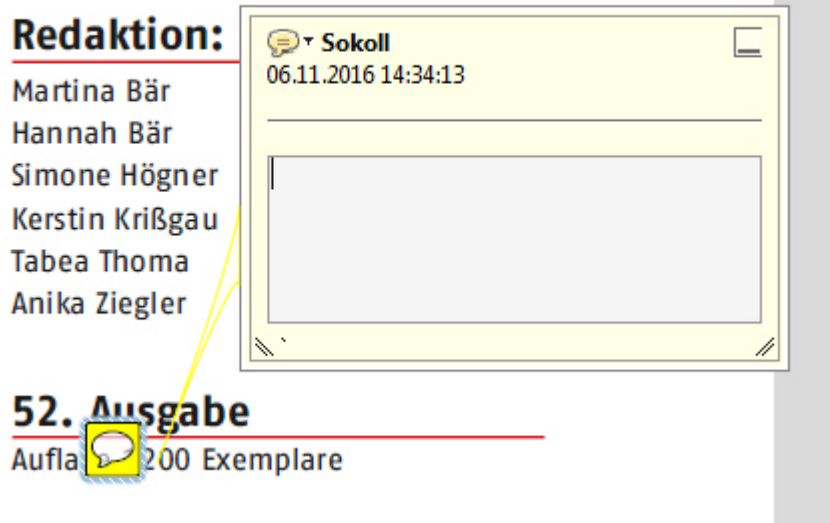 Redaktion:
Martina Bär
Hannah Bär
Simone Högner
Kerstin Krißgau
Tabea Thoma
Anika Ziegler
Sokoll
06.11.2016 14:34:13
52. Ausgabe
Aufla 200 Exemplare